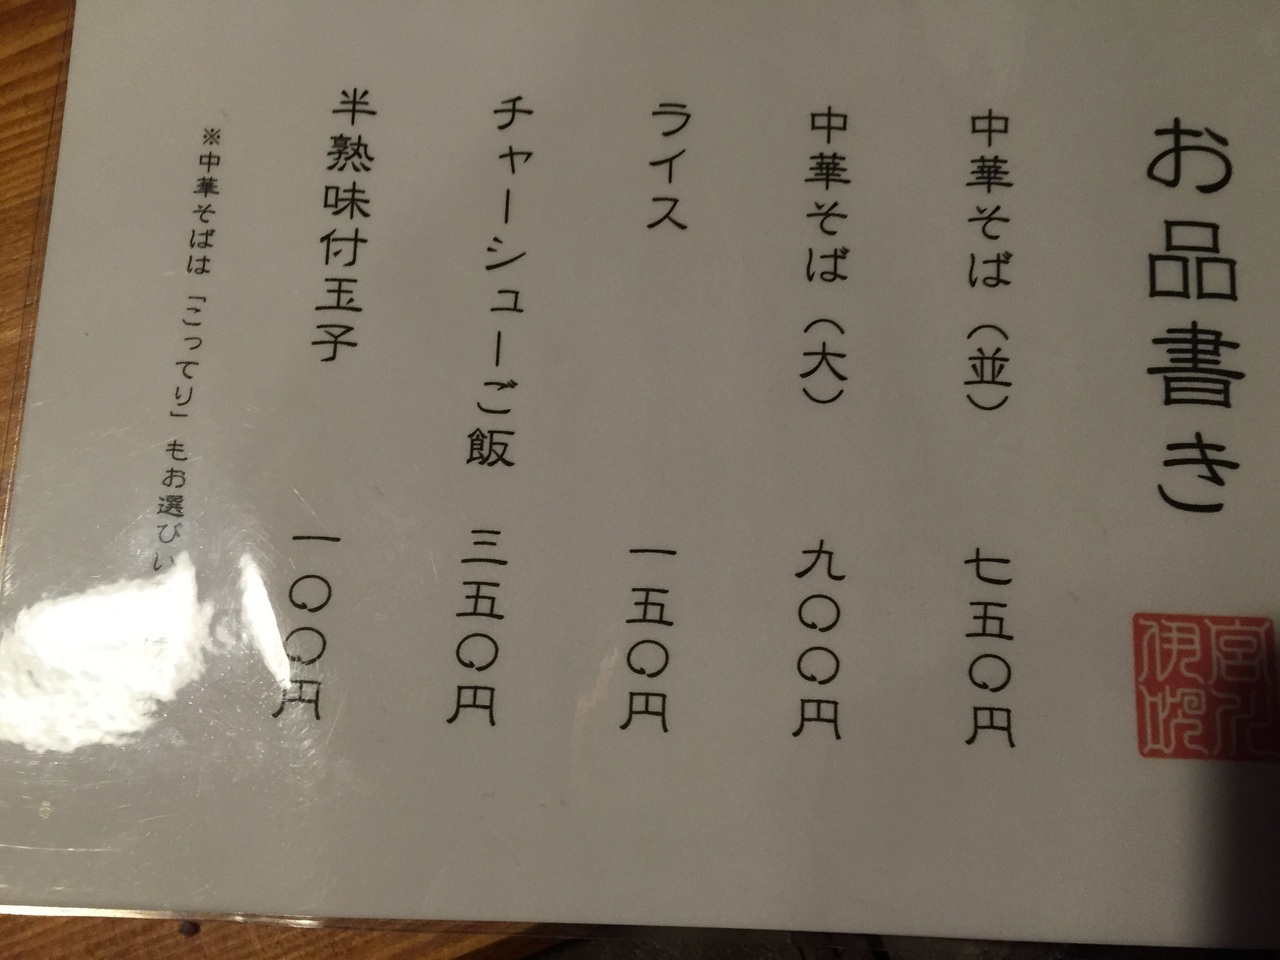 お品書き
中華そば（並） 七五〇円
中華そば（大） 九〇〇円
ライス 一五〇円
チャーシューご飯 三五〇円
半熟味付玉子 一〇〇円
※中華そばは「こってり」もお選びい